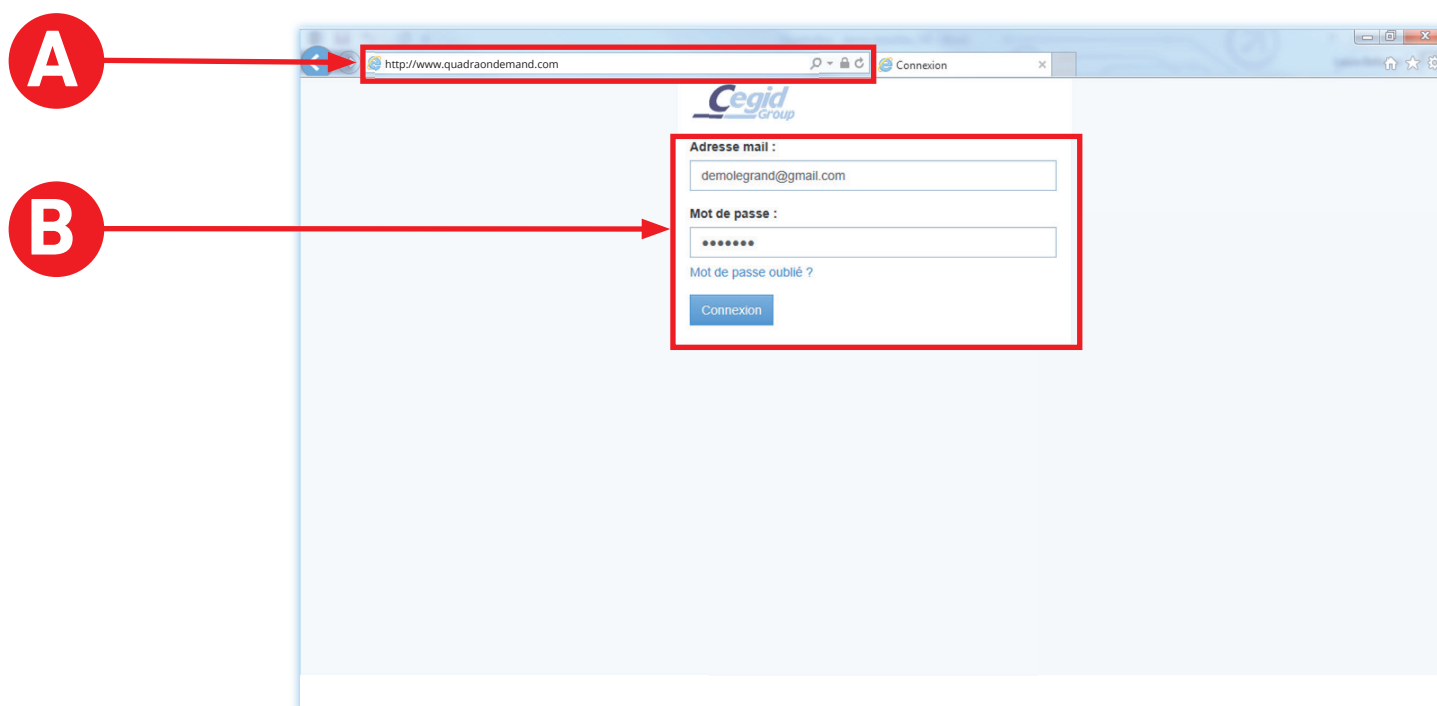 A
http://www.quadraondemand.com
Connexion
Cegid
Group
Adresse mail :
demolegrand@gmail.com
B
Mot de passe :
•••••••
Mot de passe oublié ?
Connexion